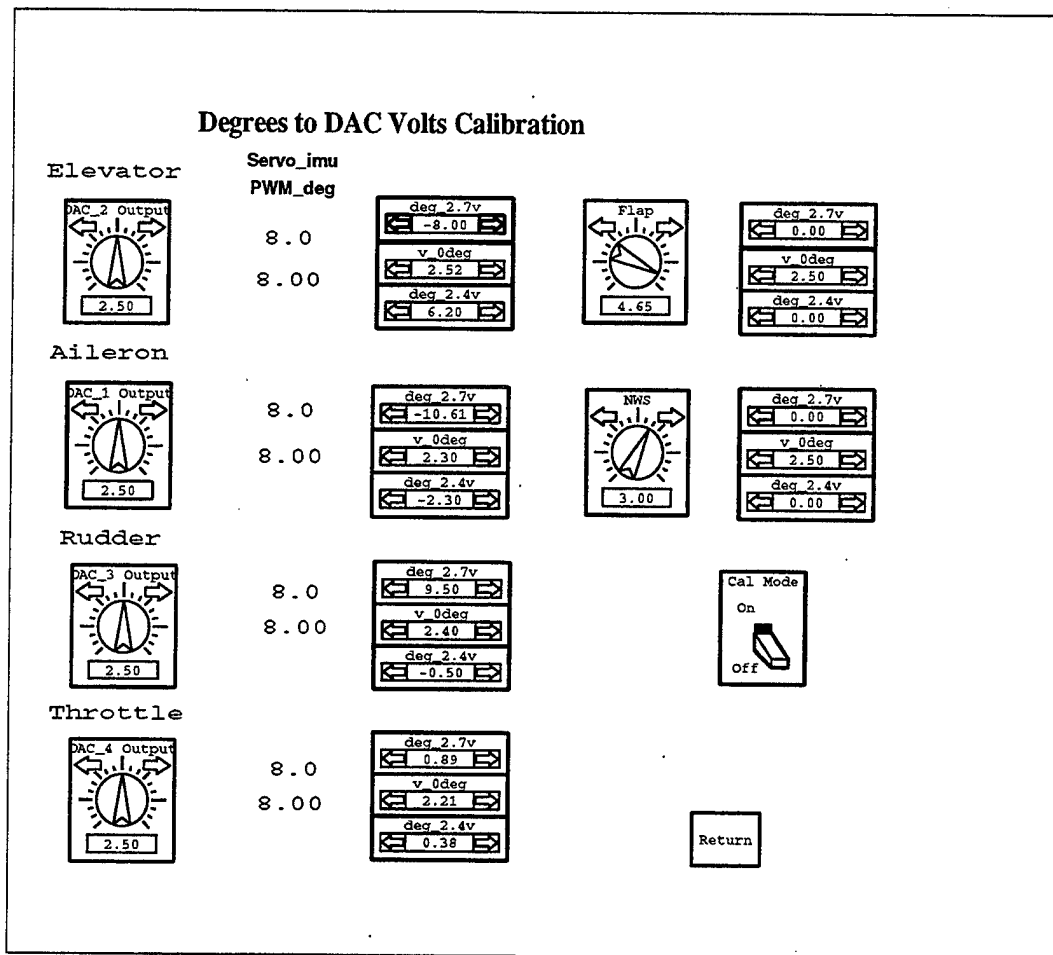 Degrees to DAC Volts Calibration
Servo_imu
PWM_deg
Elevator
DAC_2 Output
2.50
8.0
8.00
deg_2.7v
-8.00
v_0deg
2.52
deg_2.4v
6.20
Flap
4.65
deg_2.7v
0.00
v_0deg
2.50
deg_2.4v
0.00
Aileron
DAC_1 Output
2.50
8.0
8.00
deg_2.7v
-10.61
v_0deg
2.30
deg_2.4v
-2.30
NWS
3.00
deg_2.7v
0.00
v_0deg
2.50
deg_2.4v
0.00
Rudder
DAC_3 Output
2.50
8.0
8.00
deg_2.7v
9.50
v_0deg
2.40
deg_2.4v
-0.50
Cal Mode
On
Off
Throttle
DAC_4 Output
2.50
8.0
8.00
deg_2.7v
0.89
v_0deg
2.21
deg_2.4v
0.38
Return